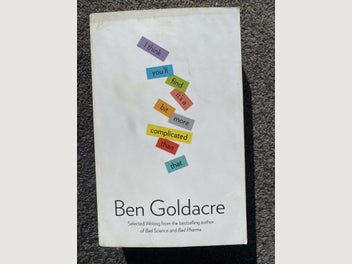 I think
you'll
find
it's a
bit
more
complicated
than
that
Ben Goldacre
Selected Writing from the bestselling author
of Bad Science and Bad Pharma